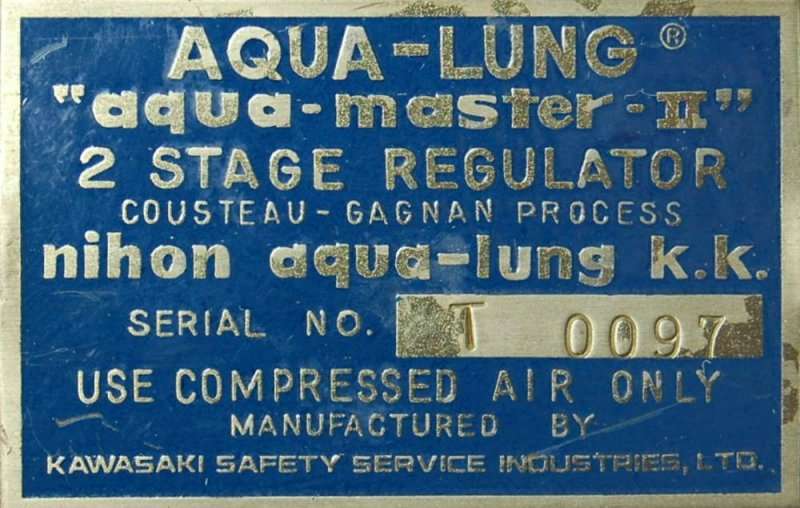 AQUA-LUNG®
"aqua-master-II"
2 STAGE REGULATOR
COUSTEAU-GAGNAN PROCESS
nihon aqua-lung k.k.
SERIAL NO. T 0097
USE COMPRESSED AIR ONLY
MANUFACTURED BY
KAWASAKI SAFETY SERVICE INDUSTRIES, LTD.